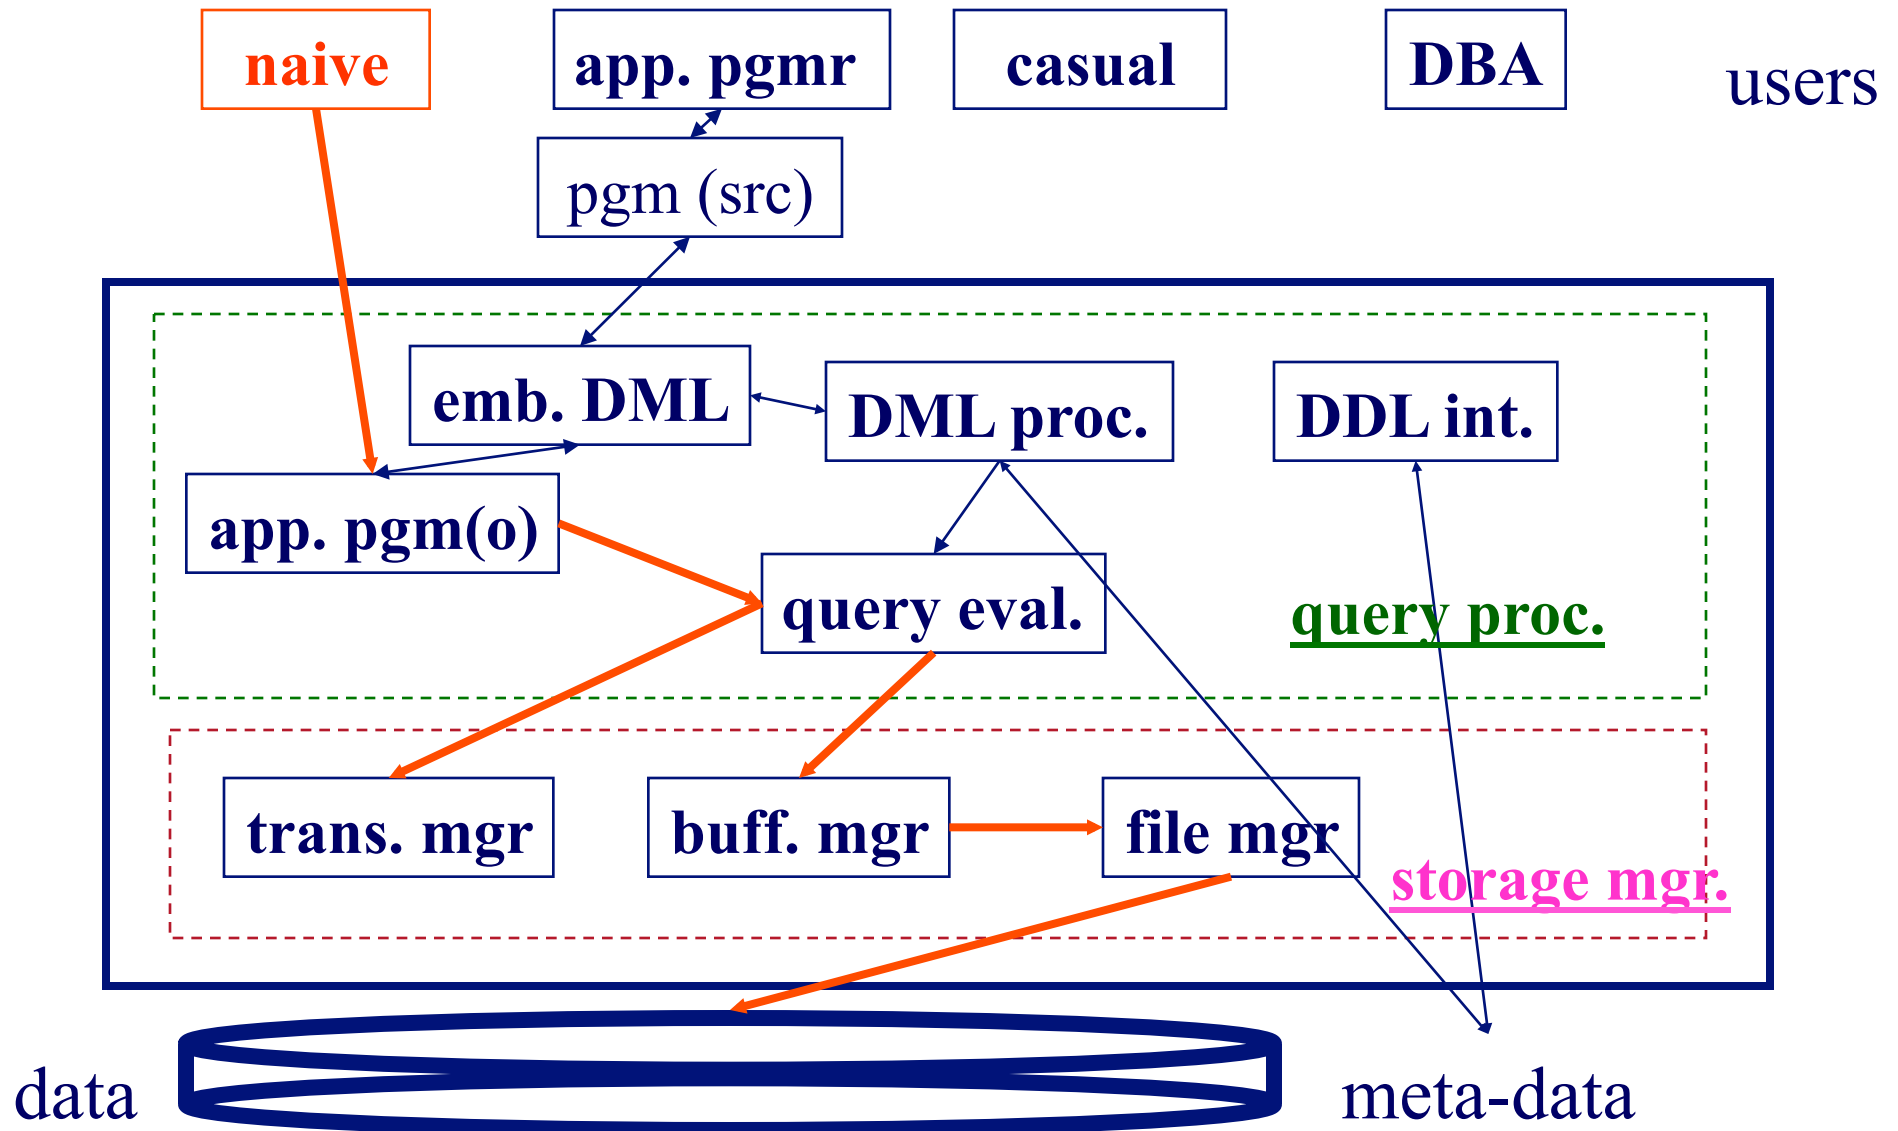 naive
app. pgmr
casual
DBA
users
pgm (src)
emb. DML
DML proc.
DDL int.
app. pgm(o)
query eval.
query proc.
trans. mgr
buff. mgr
file mgr
storage mgr.
data
meta-data